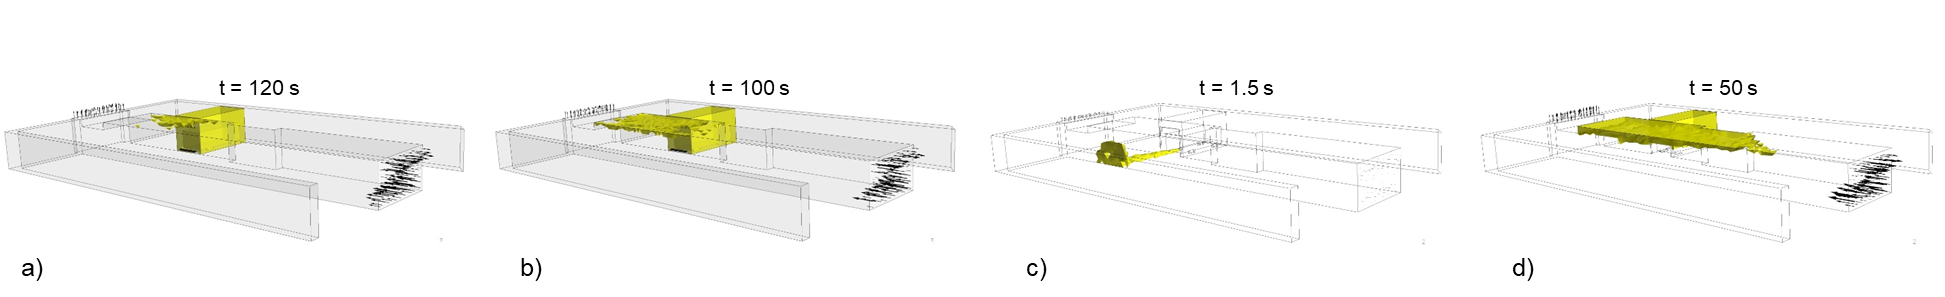 t = 120 s
t = 100 s
t = 1.5 s
t = 50 s
a)
b)
c)
d)